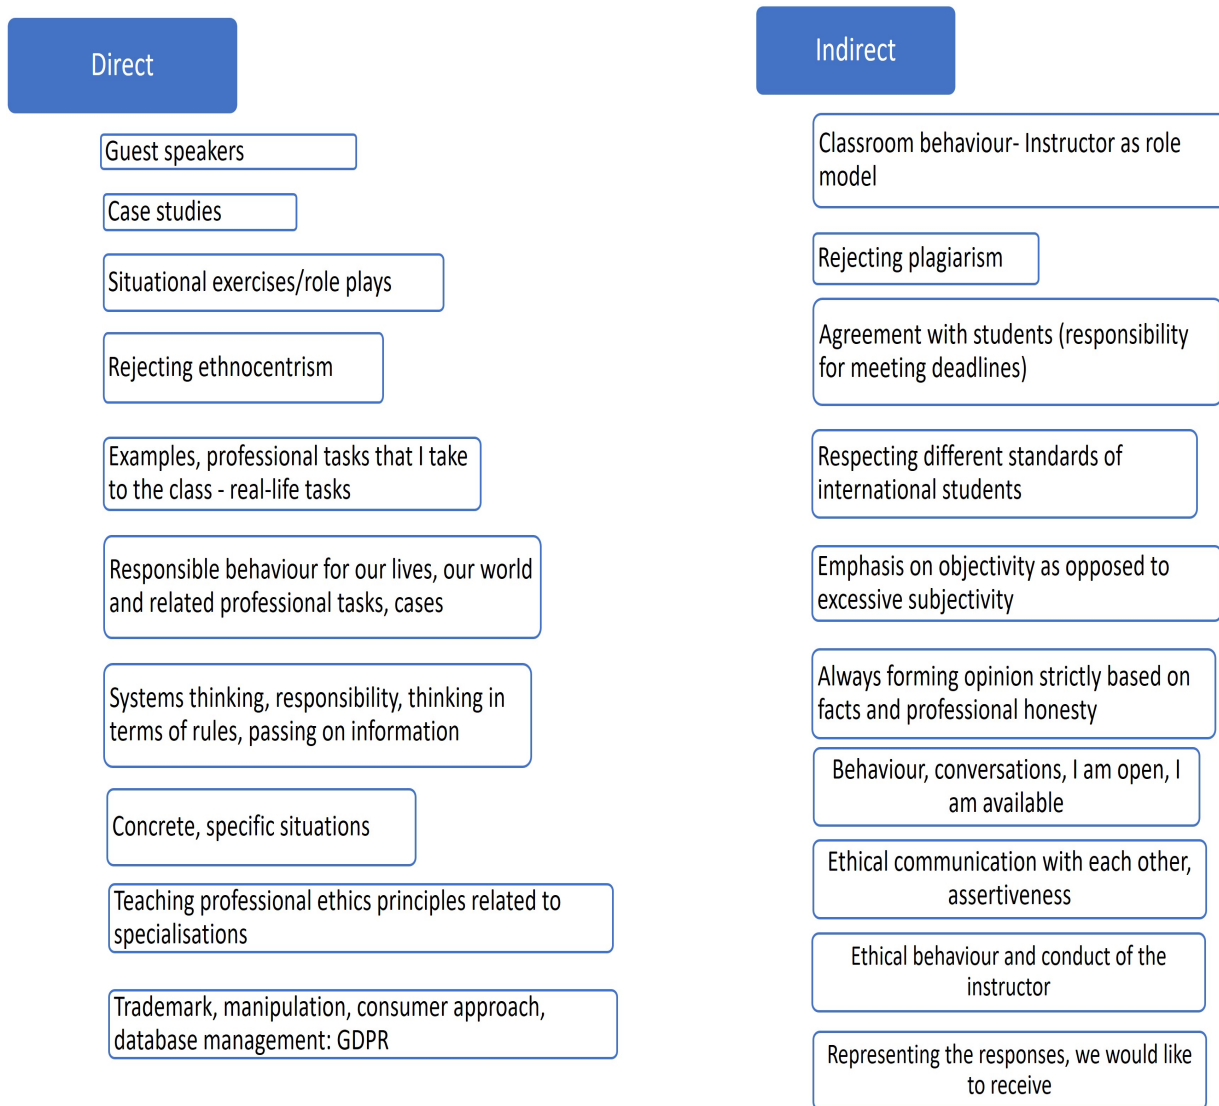 Direct
Guest speakers
Case studies
Situational exercises/role plays
Rejecting ethnocentrism
Examples, professional tasks that I take
to the class - real-life tasks
Responsible behaviour for our lives, our world
and related professional tasks, cases
Systems thinking, responsibility, thinking in
terms of rules, passing on information
Concrete, specific situations
Teaching professional ethics principles related to
specialisations
Trademark, manipulation, consumer approach,
database management: GDPR
Indirect
Classroom behaviour- Instructor as role
model
Rejecting plagiarism
Agreement with students (responsibility
for meeting deadlines)
Respecting different standards of
international students
Emphasis on objectivity as opposed to
excessive subjectivity
Always forming opinion strictly based on
facts and professional honesty
Behaviour, conversations, I am open, I
am available
Ethical communication with each other,
assertiveness
Ethical behaviour and conduct of the
instructor
Representing the responses, we would like
to receive